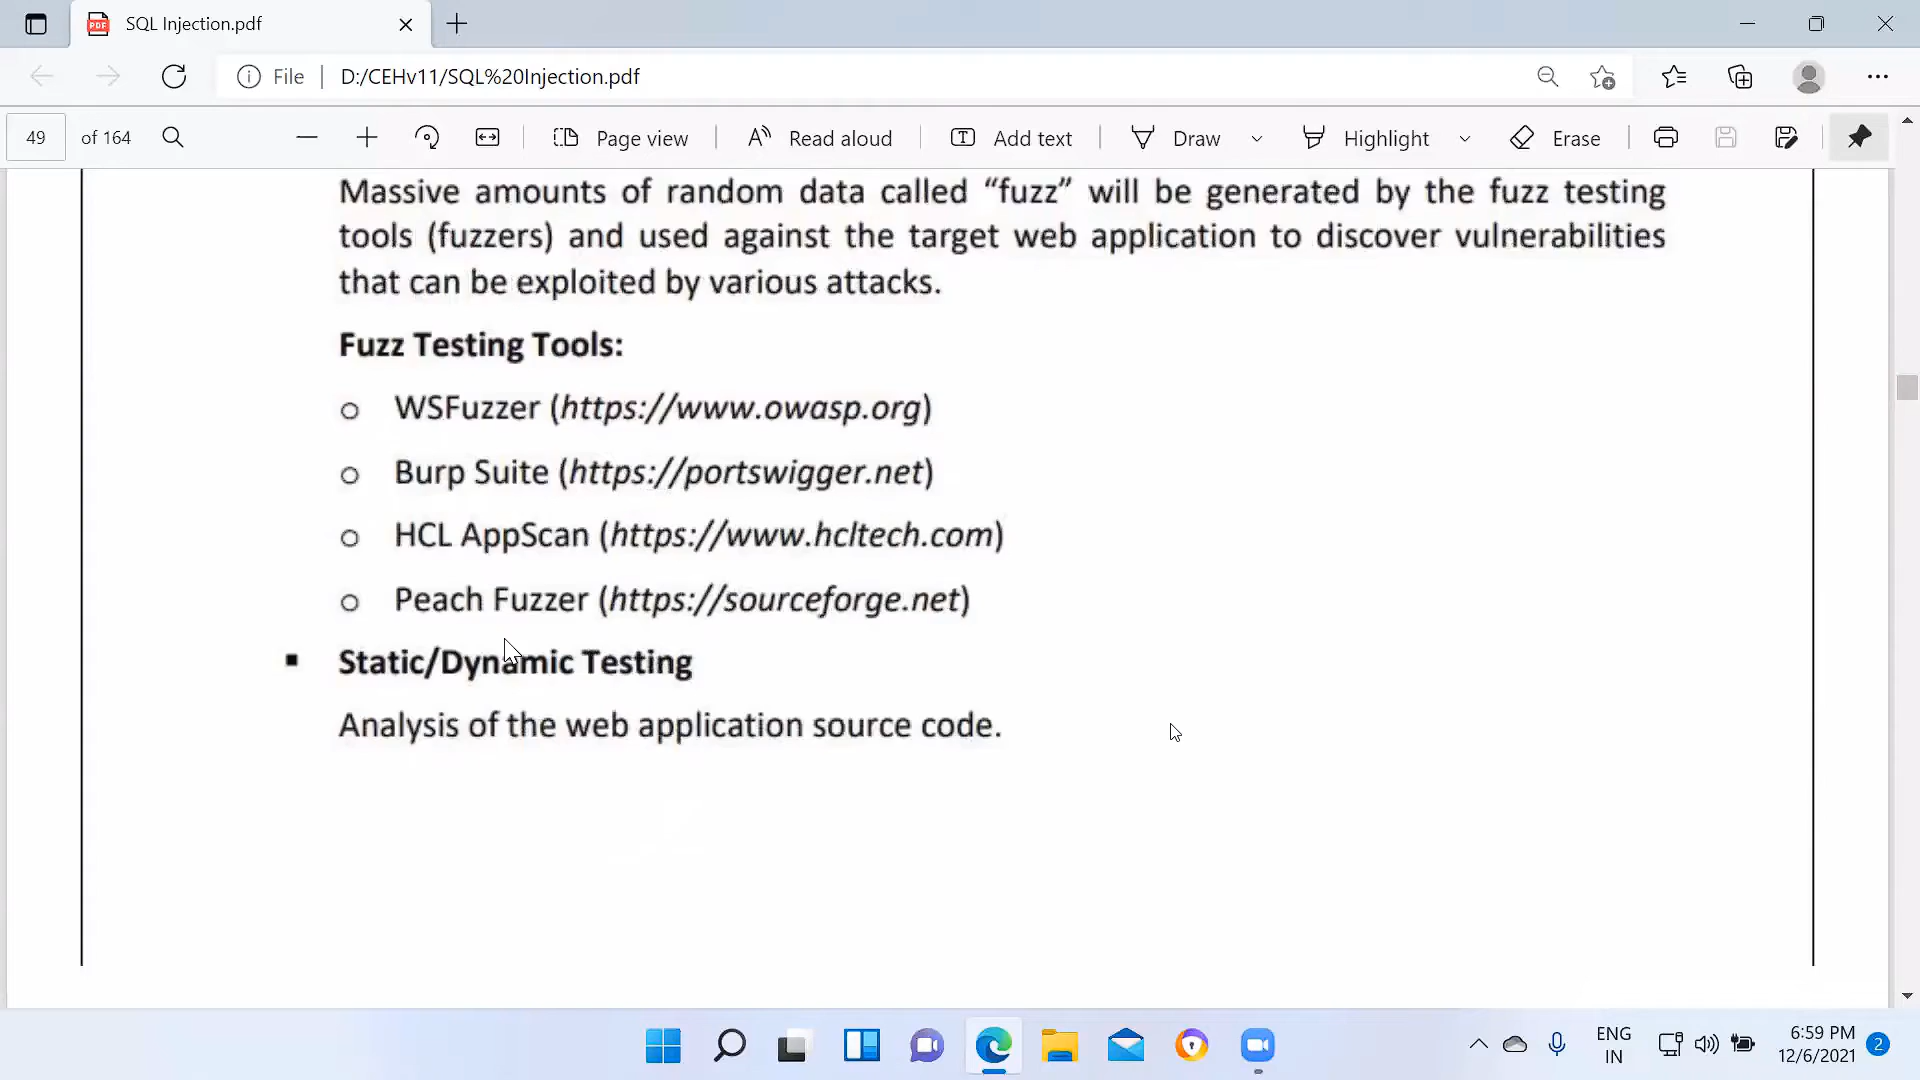 SQL Injection.pdf
File
D:/CEHv11/SQL%20Injection.pdf
49 of 164
Page view
Read aloud
Add text
Draw
Highlight
Erase
Massive amounts of random data called “fuzz” will be generated by the fuzz testing
tools (fuzzers) and used against the target web application to discover vulnerabilities
that can be exploited by various attacks.
Fuzz Testing Tools:
o WSFuzzer (https://www.owasp.org)
o Burp Suite (https://portswigger.net)
o HCL AppScan (https://www.hcltech.com)
o Peach Fuzzer (https://sourceforge.net)
▪ Static/Dynamic Testing
Analysis of the web application source code.
ENG
IN
6:59 PM
12/6/2021
2